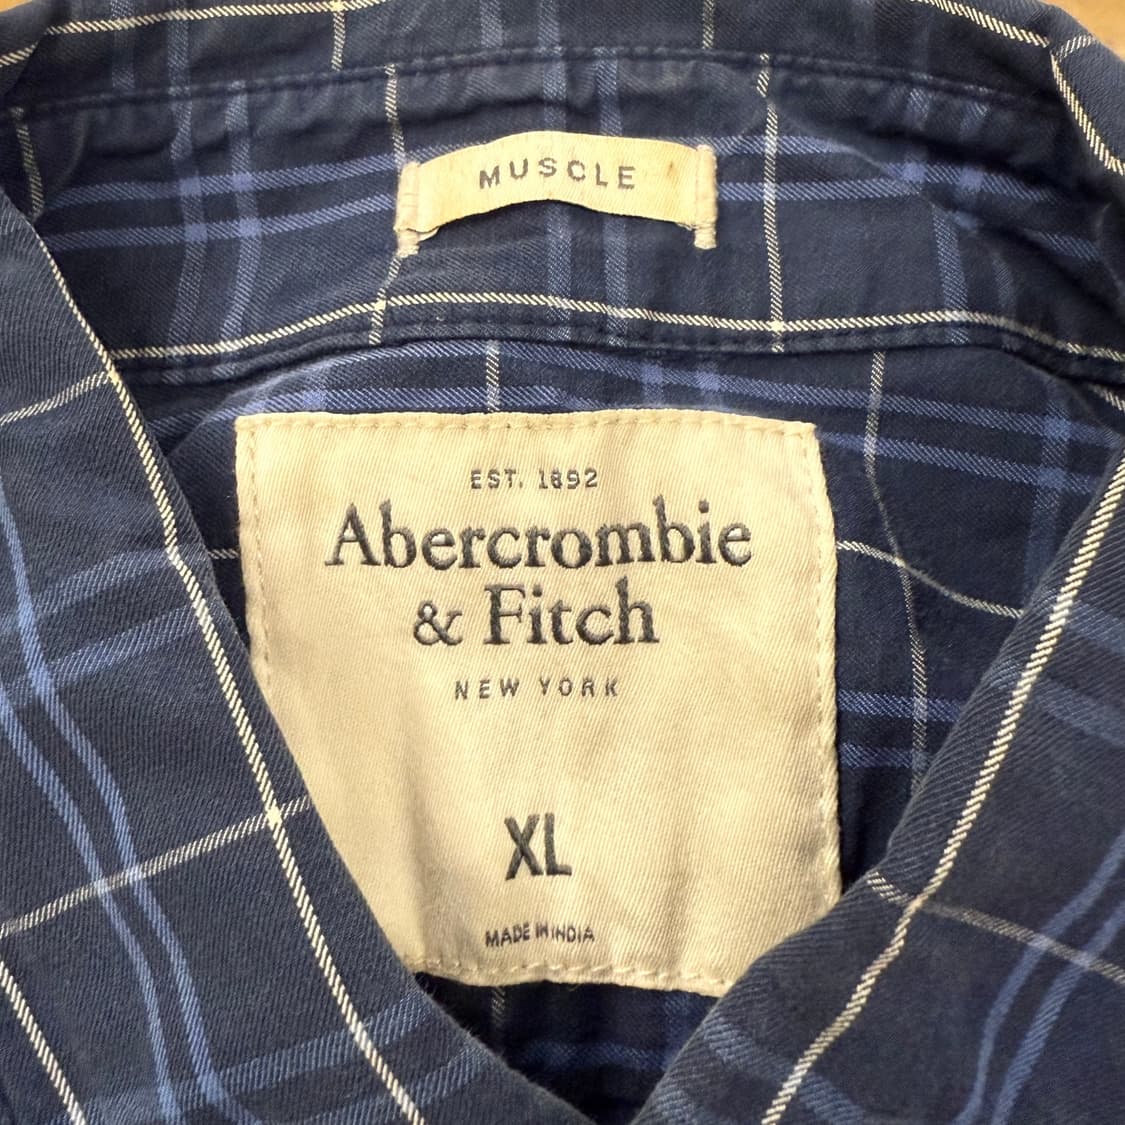 MUSCLE
EST. 1892
Abercrombie
& Fitch
NEW YORK
XL
MADE IN INDIA